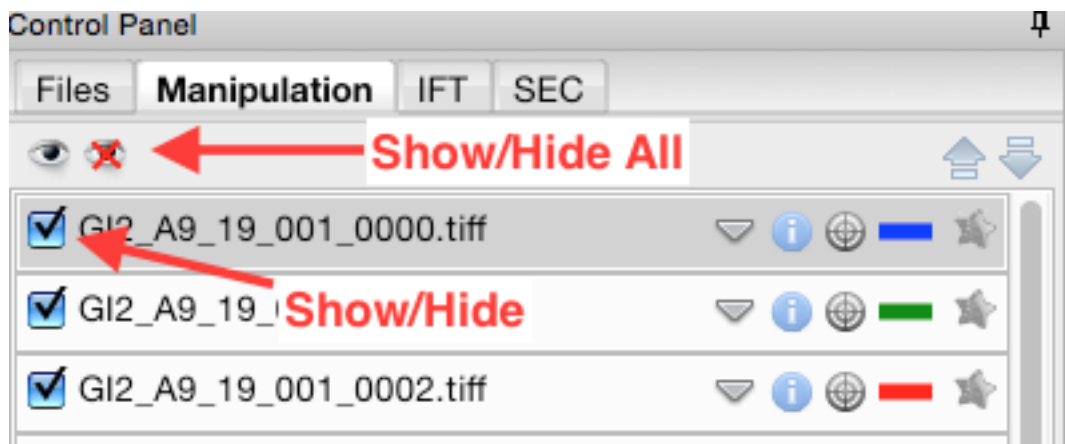 Control Panel
Files Manipulation IFT SEC
Show/Hide All
GI2_A9_19_001_0000.tiff
GI2_A9_19_
Show/Hide
GI2_A9_19_001_0002.tiff